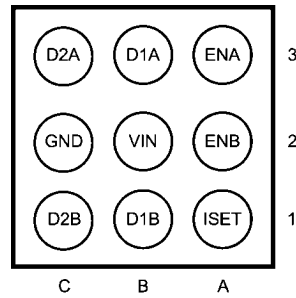 D2A D1A ENA 3
GND VIN ENB 2
D2B D1B ISET 1
C B A